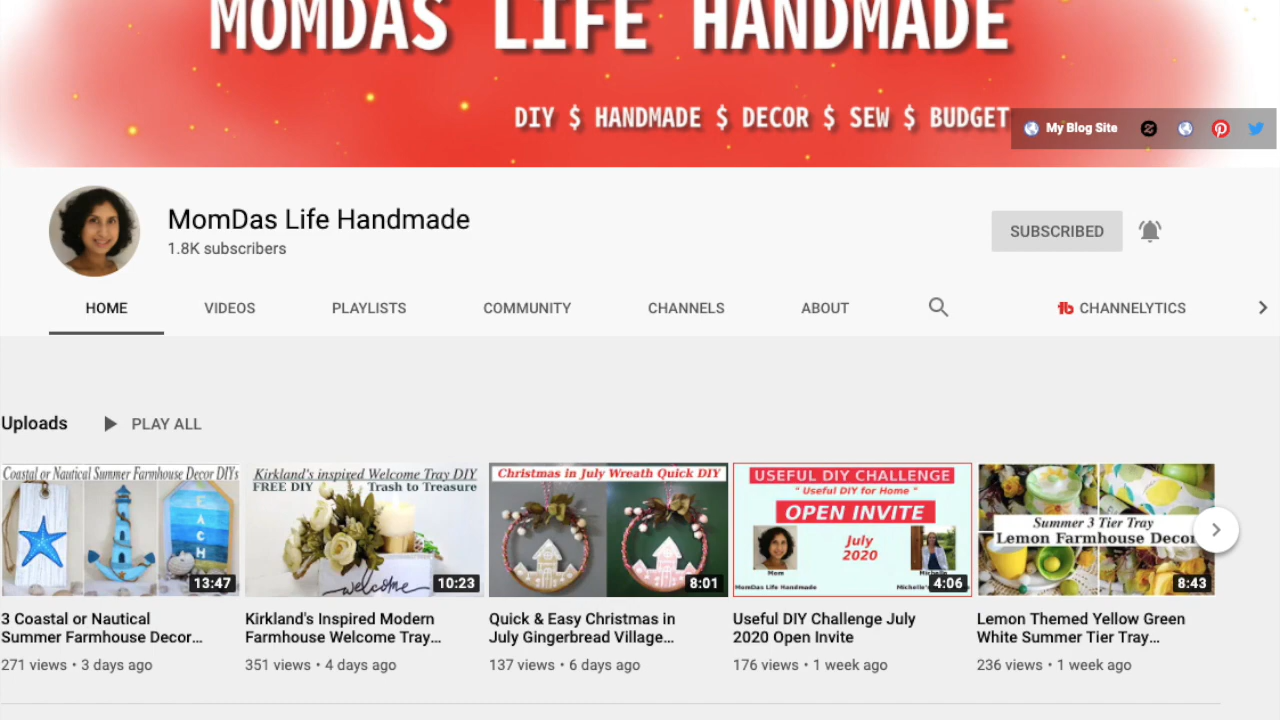 MOMDAS LIFE HANDMADE
DIY $ HANDMADE $ DECOR $ SEW $ BUDGET
My Blog Site
MomDas Life Handmade
1.8K subscribers
SUBSCRIBED
HOME VIDEOS PLAYLISTS COMMUNITY CHANNELS ABOUT CHANNELYTICS
Uploads PLAY ALL
Coastal or Nautical Summer Farmhouse Decor DIYs
EACH
13:47
Kirkland's inspired Welcome Tray DIY
FREE DIY Trash to Treasure
welcome
10:23
Christmas in July Wreath Quick DIY
8:01
USEFUL DIY CHALLENGE
" Useful DIY for Home "
OPEN INVITE
July
2020
Mom
MomDas Life Handmade
4:06
Summer 3 Tier Tray
Lemon Farmhouse Decor
8:43
3 Coastal or Nautical
Summer Farmhouse Decor...
271 views • 3 days ago
Kirkland's Inspired Modern
Farmhouse Welcome Tray...
351 views • 4 days ago
Quick & Easy Christmas in
July Gingerbread Village...
137 views • 6 days ago
Useful DIY Challenge July
2020 Open Invite
176 views • 1 week ago
Lemon Themed Yellow Green
White Summer Tier Tray...
236 views • 1 week ago